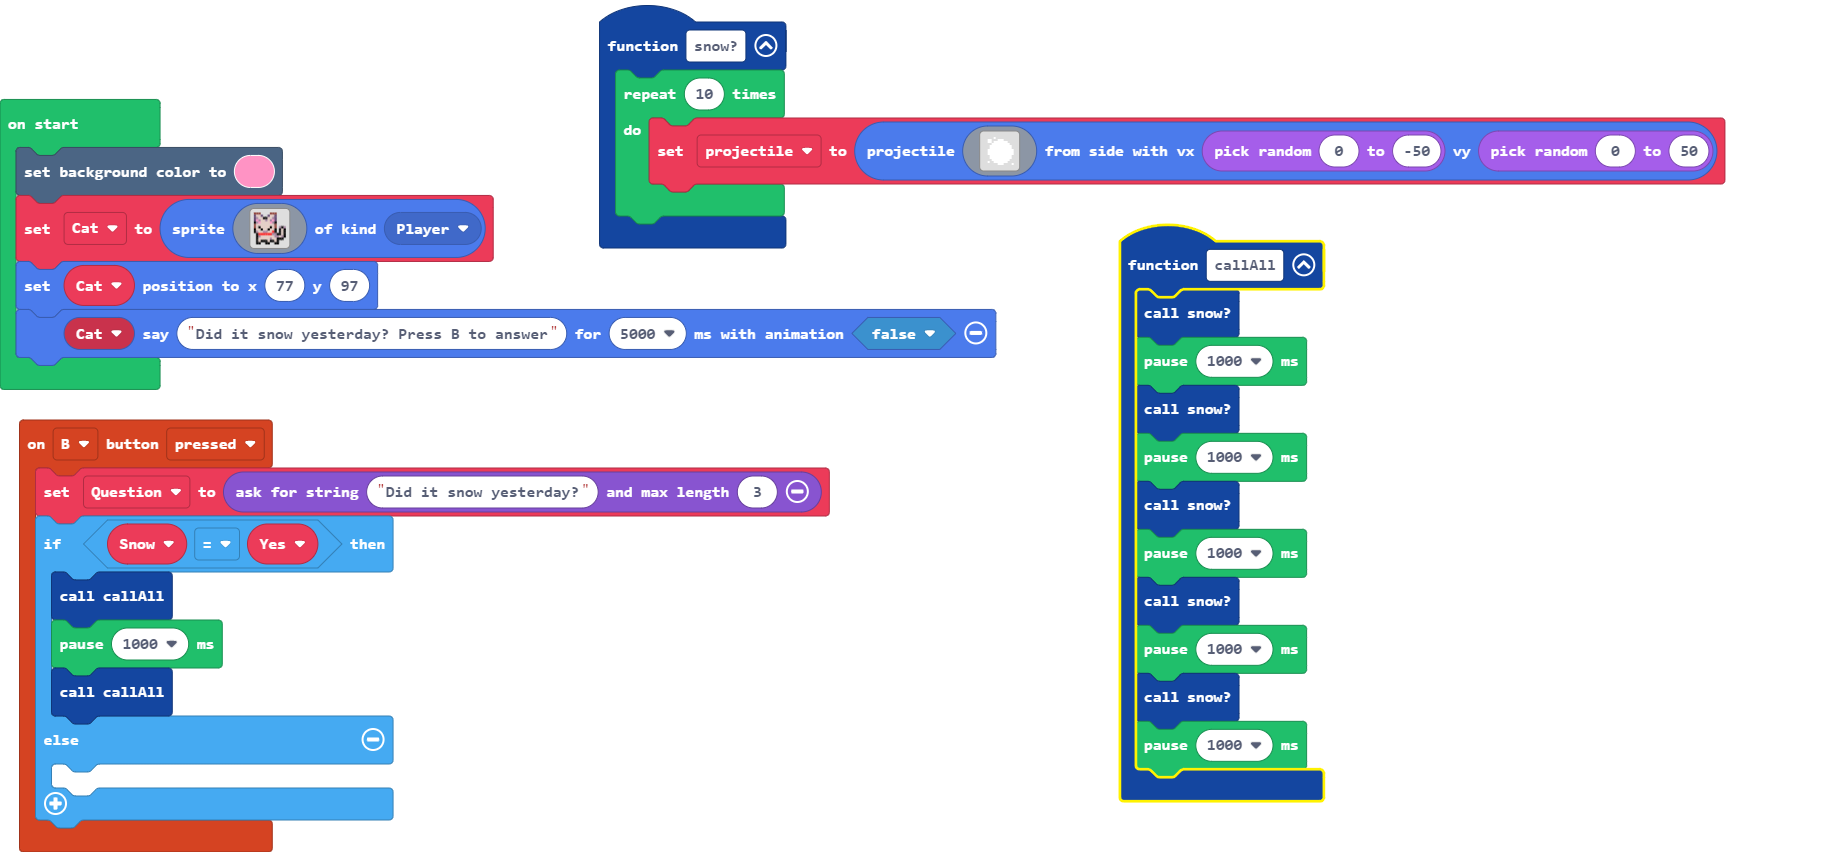 function snow?
repeat 10 times
do
set projectile to projectile from side with vx pick random 0 to -50 vy pick random 0 to 50
on start
set background color to
set Cat to sprite of kind Player
set Cat position to x 77 y 97
Cat say "Did it snow yesterday? Press B to answer" for 5000 ms with animation false
function callAll
call snow?
pause 1000 ms
call snow?
pause 1000 ms
call snow?
pause 1000 ms
call snow?
pause 1000 ms
call snow?
pause 1000 ms
on B button pressed
set Question to ask for string "Did it snow yesterday?" and max length 3
if Snow = Yes then
call callAll
pause 1000 ms
call callAll
else